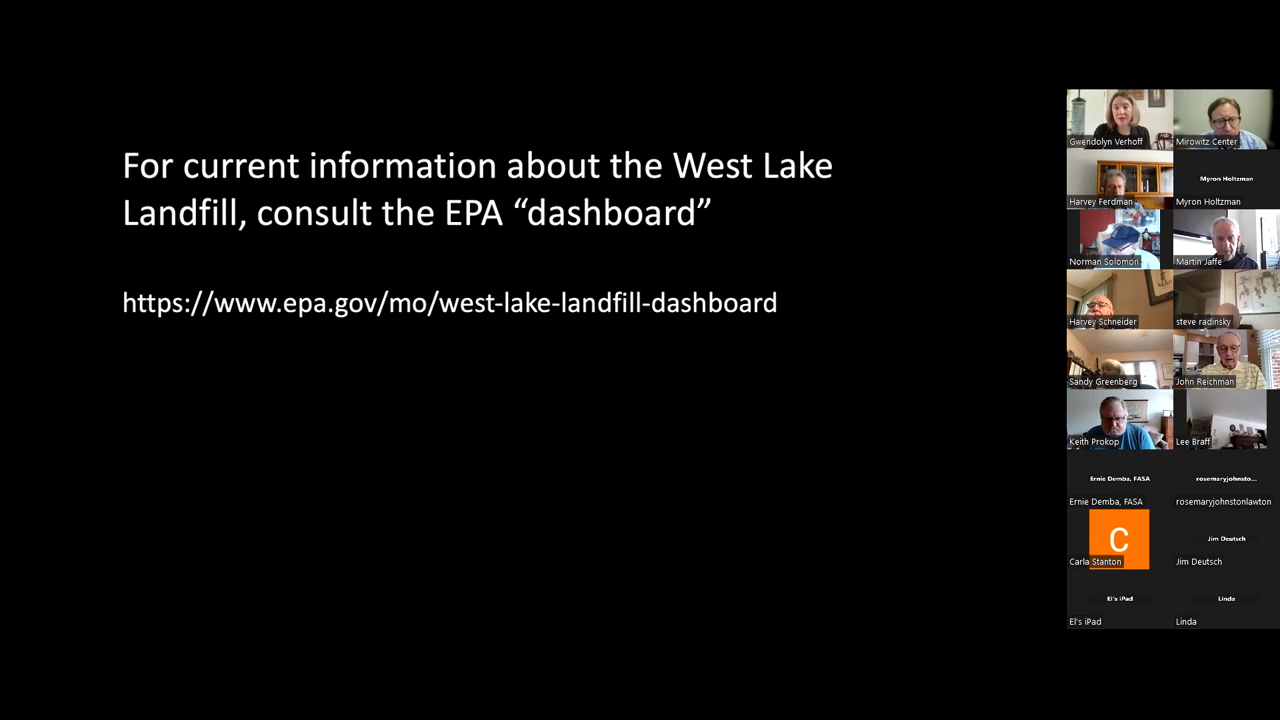 For current information about the West Lake
Landfill, consult the EPA “dashboard”
https://www.epa.gov/mo/west-lake-landfill-dashboard
Gwendolyn Verhoff
Mirowitz Center
Harvey Ferdman
Myron Holtzman
Myron Holtzman
Norman Solomon
Martin Jaffe
Harvey Schneider
steve radinsky
Sandy Greenberg
John Reichman
Keith Prokop
Lee Braff
Ernie Demba, FASA
Ernie Demba, FASA
rosemaryjohnsto...
rosemaryjohnstonlawton
C
Carla Stanton
Jim Deutsch
Jim Deutsch
El's iPad
El's iPad
Linda
Linda